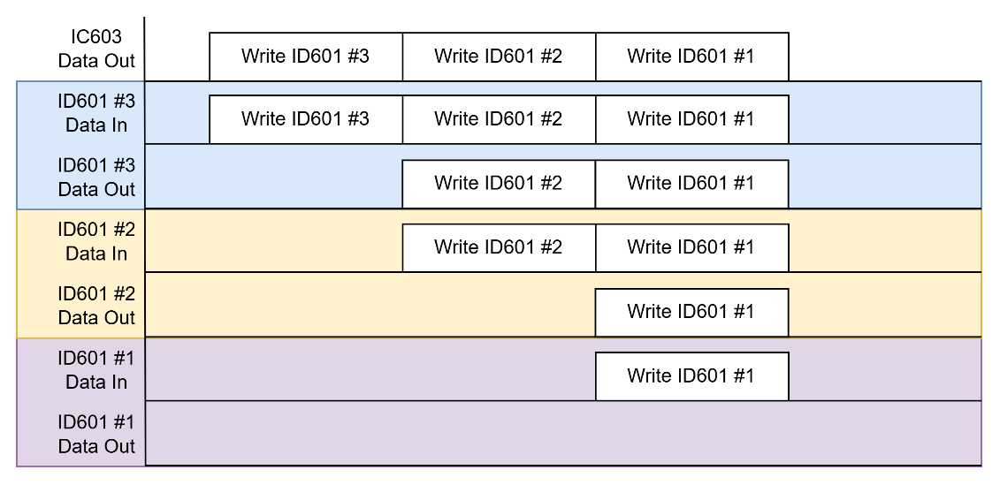 IC603
Data Out
Write ID601 #3
Write ID601 #2
Write ID601 #1
ID601 #3
Data In
Write ID601 #3
Write ID601 #2
Write ID601 #1
ID601 #3
Data Out
Write ID601 #2
Write ID601 #1
ID601 #2
Data In
Write ID601 #2
Write ID601 #1
ID601 #2
Data Out
Write ID601 #1
ID601 #1
Data In
Write ID601 #1
ID601 #1
Data Out